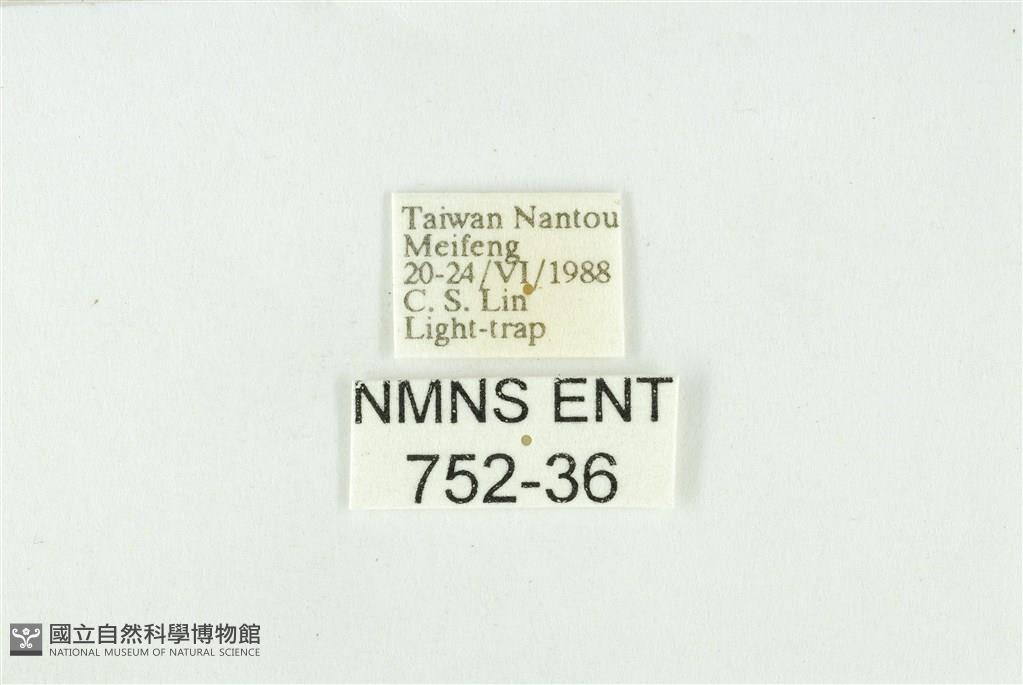 Taiwan Nantou
Meifeng
20-24/VI/1988
C. S. Lin
Light-trap
NMNS ENT
752-36
國立自然科學博物館
NATIONAL MUSEUM OF NATURAL SCIENCE